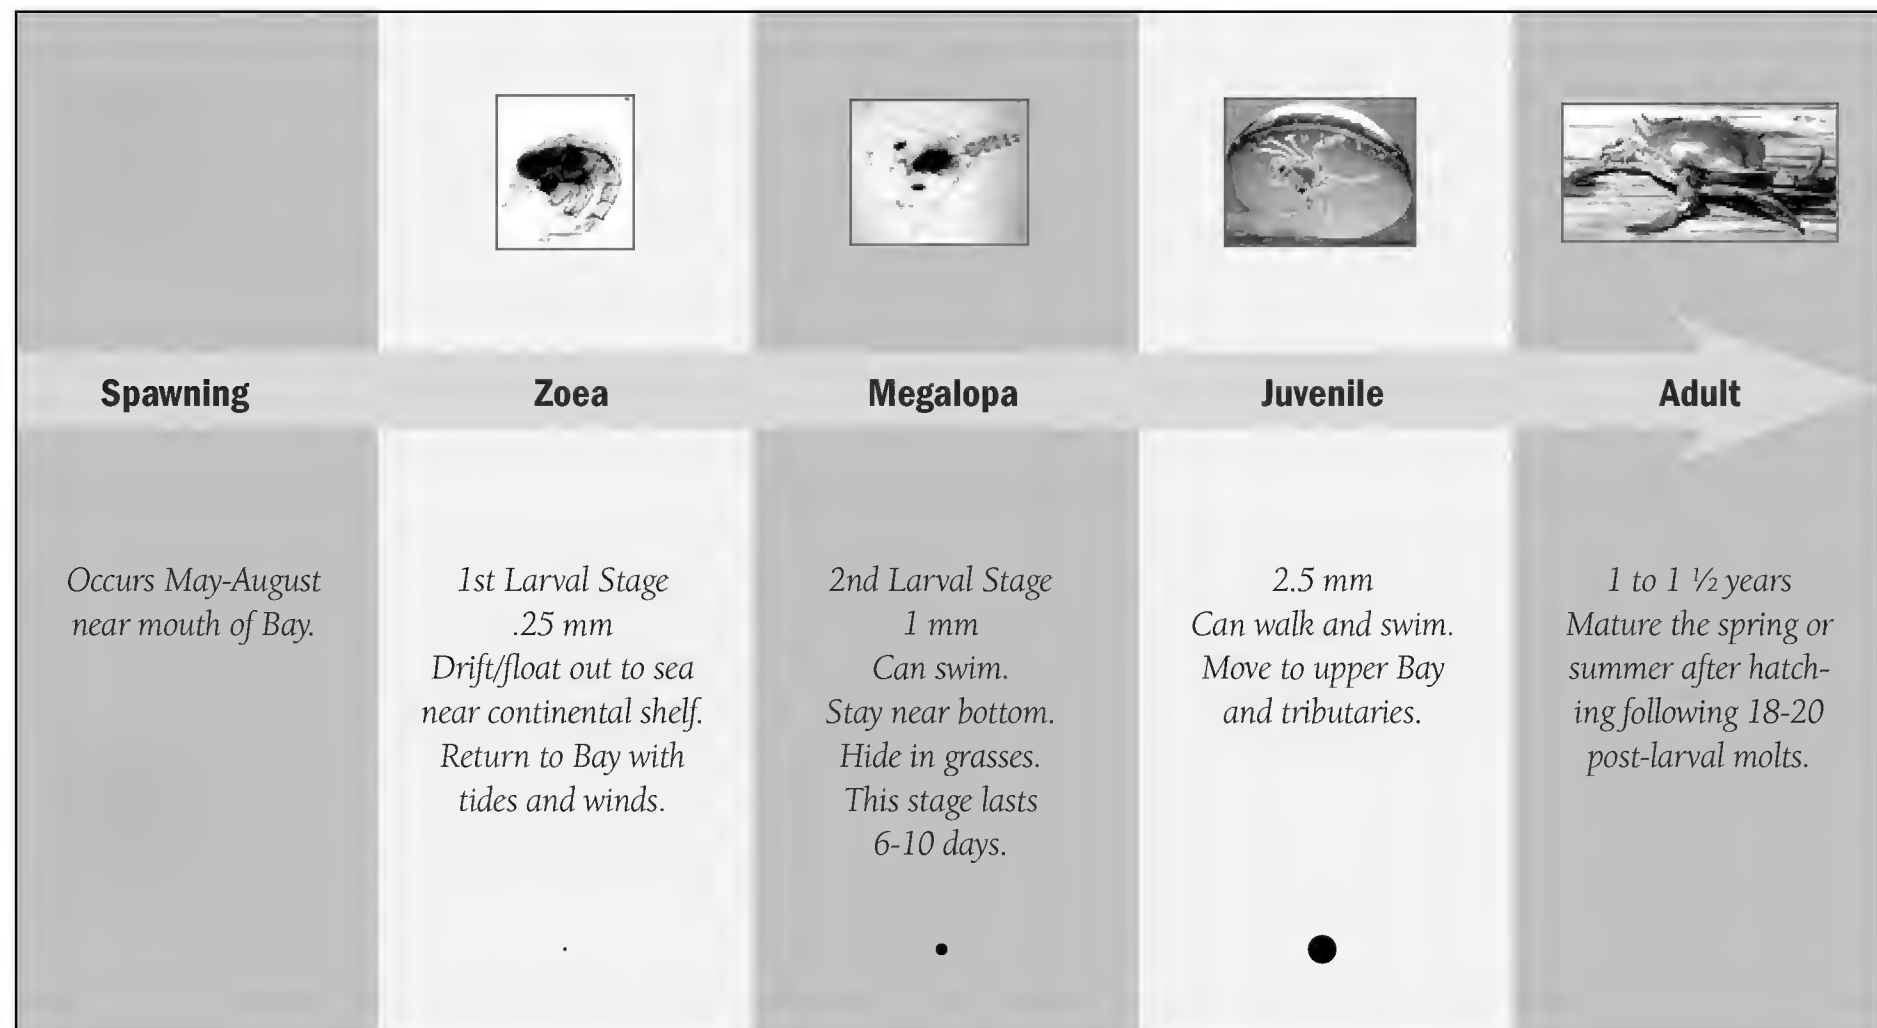 Spawning
Zoea
Megalopa
Juvenile
Adult
Occurs May-August
near mouth of Bay.
1st Larval Stage
.25 mm
Drift/float out to sea
near continental shelf.
Return to Bay with
tides and winds.
2nd Larval Stage
1 mm
Can swim.
Stay near bottom.
Hide in grasses.
This stage lasts
6-10 days.
2.5 mm
Can walk and swim.
Move to upper Bay
and tributaries.
1 to 1 ½ years
Mature the spring or
summer after hatch-
ing following 18-20
post-larval molts.